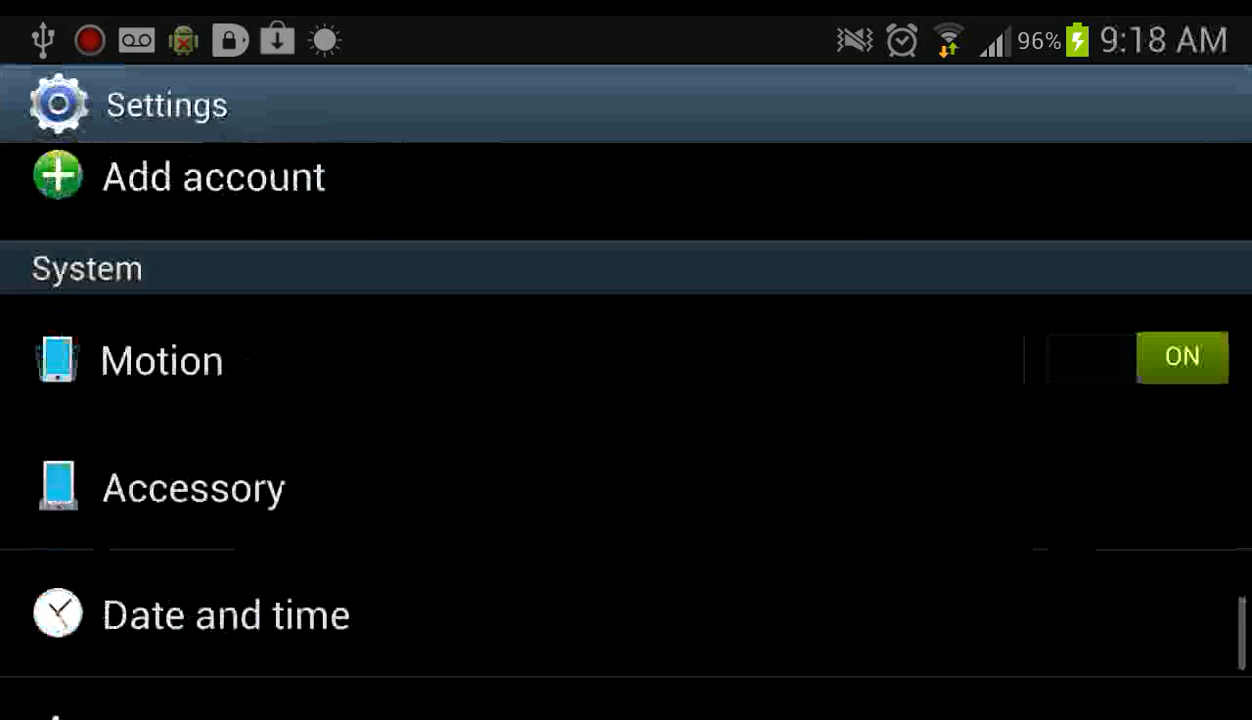 96% 9:18 AM
Settings
Add account
System
Motion ON
Accessory
Date and time